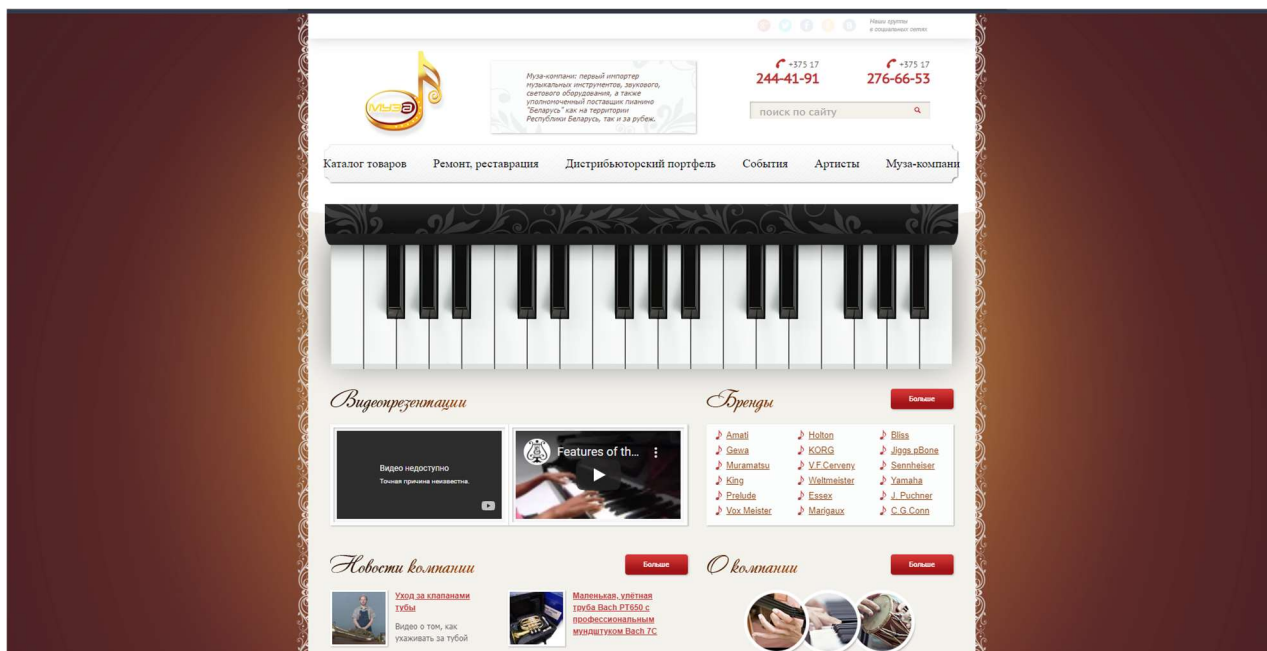 Наши группы
в социальных сетях
Муза
Муза-компани: первый импортер
музыкальных инструментов, звукового,
светового оборудования, а также
уполномоченный поставщик пианино
"Беларусь" как на территории
Республики Беларусь, так и за рубеж.
+375 17
244-41-91
+375 17
276-66-53
поиск по сайту
Каталог товаров Ремонт, реставрация Дистрибьюторский портфель События Артисты Муза-компани
Видеопрезентации
Видео недоступно
Точная причина неизвестна.
Features of th...
Бренды
Больше
Amati Holton Bliss
Gewa KORG Jiggs pBone
Muramatsu V.F.Cerveny Sennheiser
King Weltmeister Yamaha
Prelude Essex J. Puchner
Vox Meister Marigaux C.G.Conn
Новости компании
Больше
Уход за клапанами
тубы
Видео о том, как
ухаживать за тубой
Маленькая, улётная
труба Bach PT650 с
профессиональным
мундштуком Bach 7C
О компании
Больше